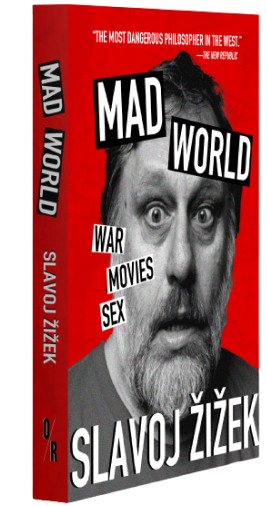 "THE MOST DANGEROUS PHILOSOPHER IN THE WEST."
—THE NEW REPUBLIC
MAD
WORLD
WAR
MOVIES
SEX
SLAVOJ ŽIŽEK
MAD WORLD
SLAVOJ ŽIŽEK
O/R